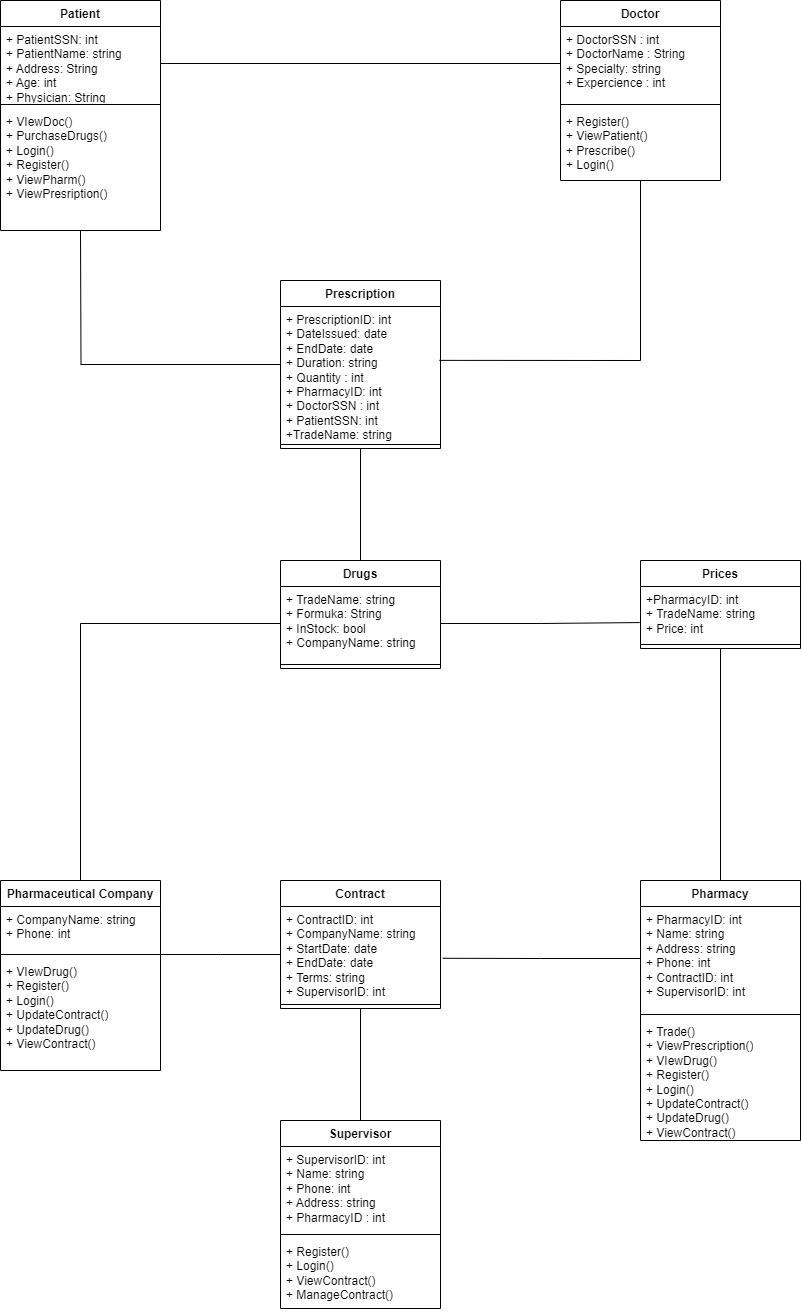 Patient
+ PatientSSN: int
+ PatientName: string
+ Address: String
+ Age: int
+ Physician: String
+ VIewDoc()
+ PurchaseDrugs()
+ Login()
+ Register()
+ ViewPharm()
+ ViewPresription()
Doctor
+ DoctorSSN : int
+ DoctorName : String
+ Specialty: string
+ Expercience : int
+ Register()
+ ViewPatient()
+ Prescribe()
+ Login()
Prescription
+ PrescriptionID: int
+ DateIssued: date
+ EndDate: date
+ Duration: string
+ Quantity : int
+ PharmacyID: int
+ DoctorSSN : int
+ PatientSSN: int
+TradeName: string
Drugs
+ TradeName: string
+ Formuka: String
+ InStock: bool
+ CompanyName: string
Prices
+PharmacyID: int
+ TradeName: string
+ Price: int
Pharmaceutical Company
+ CompanyName: string
+ Phone: int
+ VIewDrug()
+ Register()
+ Login()
+ UpdateContract()
+ UpdateDrug()
+ ViewContract()
Contract
+ ContractID: int
+ CompanyName: string
+ StartDate: date
+ EndDate: date
+ Terms: string
+ SupervisorID: int
Pharmacy
+ PharmacyID: int
+ Name: string
+ Address: string
+ Phone: int
+ ContractID: int
+ SupervisorID: int
+ Trade()
+ ViewPrescription()
+ VIewDrug()
+ Register()
+ Login()
+ UpdateContract()
+ UpdateDrug()
+ ViewContract()
Supervisor
+ SupervisorID: int
+ Name: string
+ Phone: int
+ Address: string
+ PharmacyID : int
+ Register()
+ Login()
+ ViewContract()
+ ManageContract()